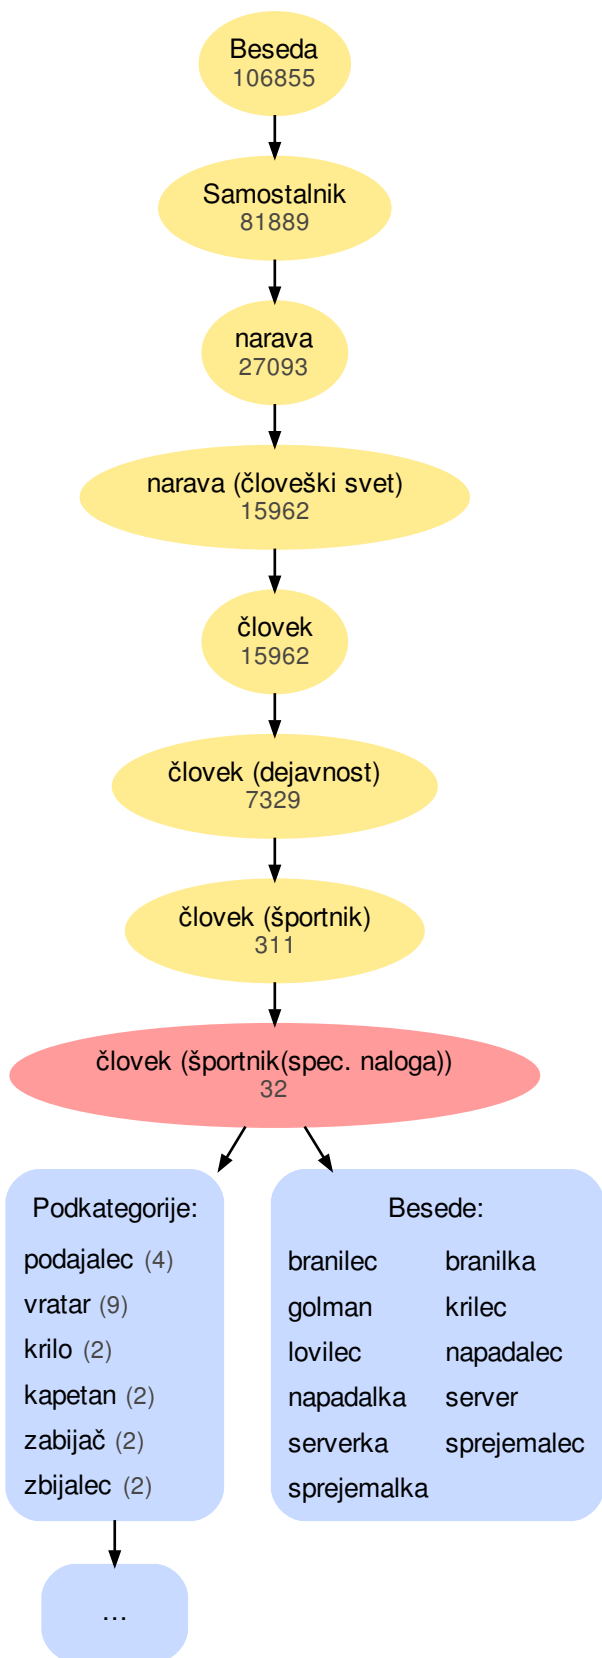 Beseda
106855
Samostalnik
81889
narava
27093
narava (človeški svet)
15962
človek
15962
človek (dejavnost)
7329
človek (športnik)
311
človek (športnik(spec. naloga))
32
Podkategorije:
podajalec (4)
vratar (9)
krilo (2)
kapetan (2)
zabijač (2)
zbijalec (2)
...
Besede:
branilec branilka
golman krilec
lovilec napadalec
napadalka server
serverka sprejemalec
sprejemalka